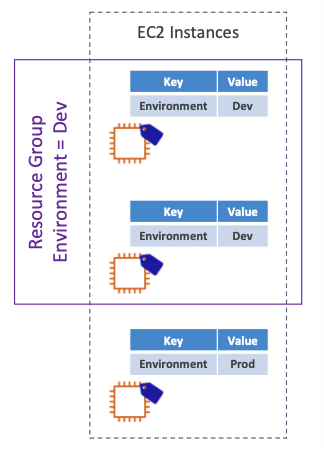 EC2 Instances
Resource Group
Environment = Dev
Key Value
Environment Dev
Key Value
Environment Dev
Key Value
Environment Prod